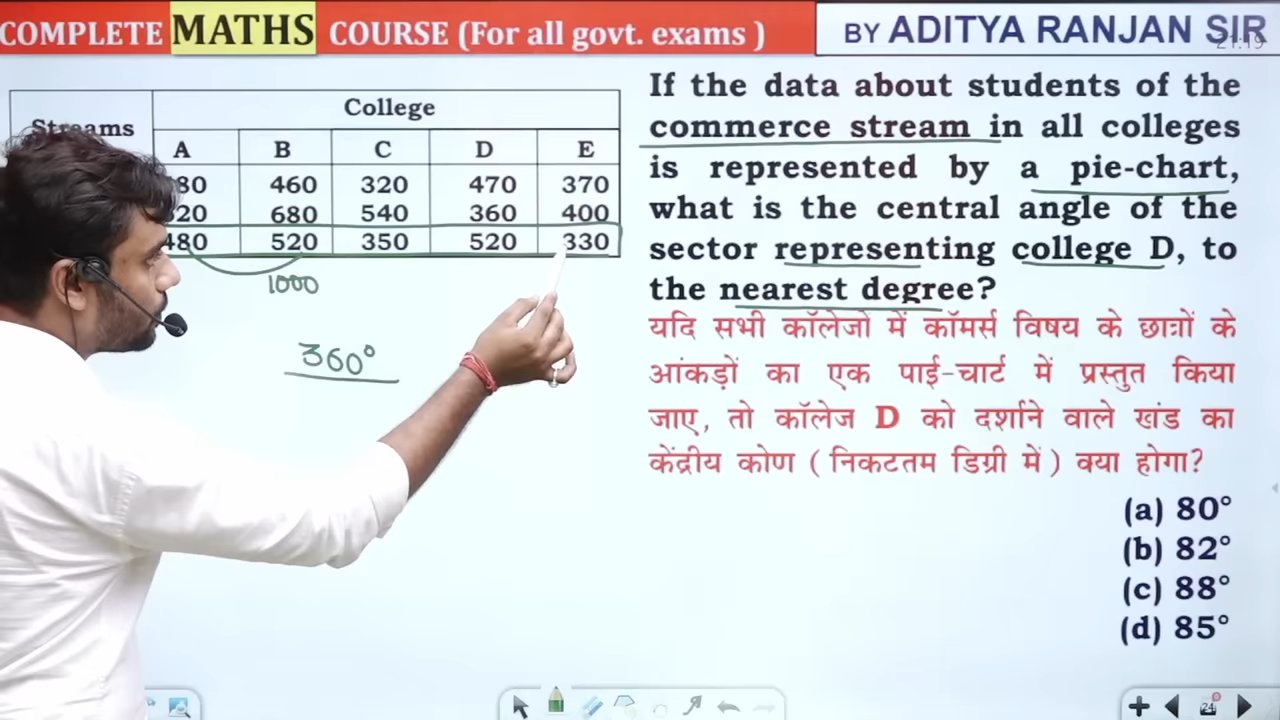 COMPLETE MATHS COURSE (For all govt. exams )
BY ADITYA RANJAN SIR
College
A B C D E
460 320 470 370
680 540 360 400
480 520 350 520 330
1000
360°
If the data about students of the
commerce stream in all colleges
is represented by a pie-chart,
what is the central angle of the
sector representing college D, to
the nearest degree?
यदि सभी कॉलेजो में कॉमर्स विषय के छात्रों के
आंकड़ों का एक पाई-चार्ट में प्रस्तुत किया
जाए, तो कॉलेज D को दर्शाने वाले खंड का
केंद्रीय कोण ( निकटतम डिग्री में ) क्या होगा?
(a) 80°
(b) 82°
(c) 88°
(d) 85°
24